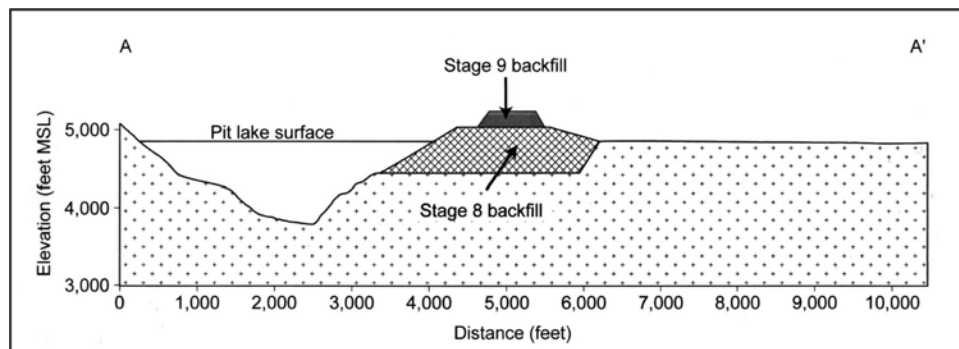 A A'
Stage 9 backfill
Pit lake surface
Stage 8 backfill
Elevation (feet MSL)
5,000
4,000
3,000
0 1,000 2,000 3,000 4,000 5,000 6,000 7,000 8,000 9,000 10,000
Distance (feet)